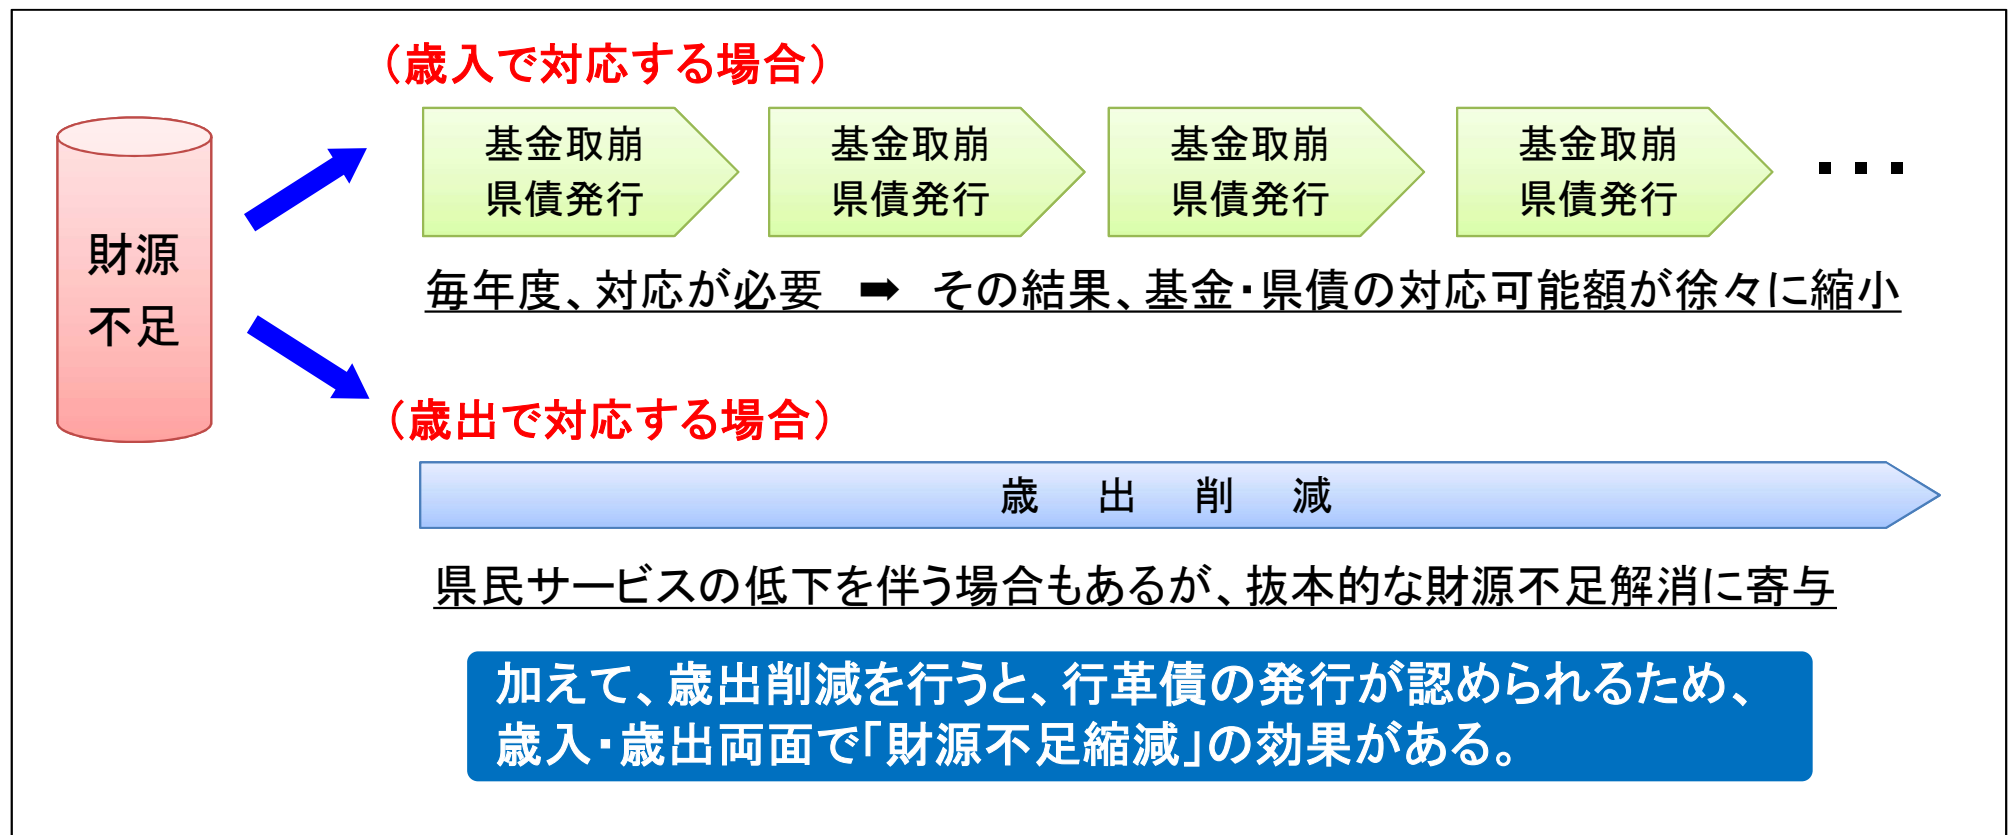 財源
不足
（歳入で対応する場合）
基金取崩
県債発行
基金取崩
県債発行
基金取崩
県債発行
基金取崩
県債発行
・・・
毎年度、対応が必要　➡　その結果、基金・県債の対応可能額が徐々に縮小
（歳出で対応する場合）
歳　出　削　減
県民サービスの低下を伴う場合もあるが、抜本的な財源不足解消に寄与
加えて、歳出削減を行うと、行革債の発行が認められるため、
歳入・歳出両面で「財源不足縮減」の効果がある。